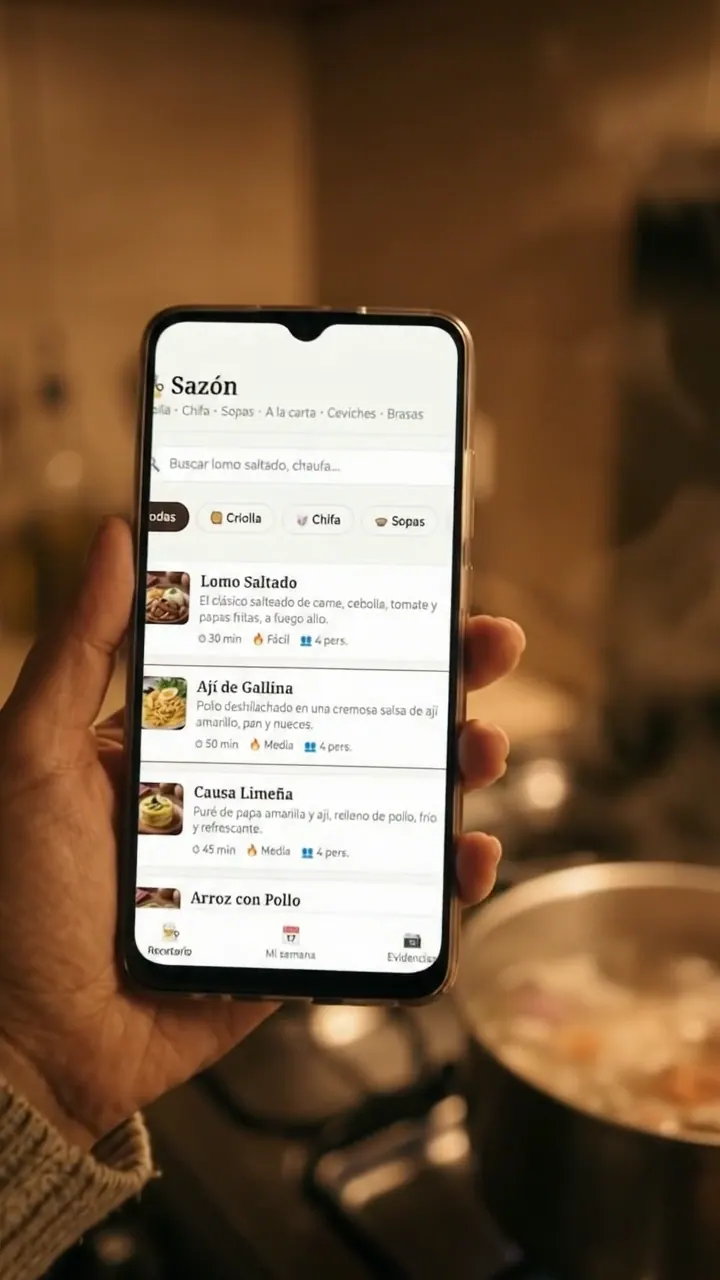 Sazón
Chifa · Sopas · A la carta · Ceviches · Brasas
Buscar lomo saltado, chaufa...
odas
Criolla
Chifa
Sopas
Lomo Saltado
El clásico salteado de carne, cebolla, tomate y
papas fritas, a fuego alto.
30 min Fácil 4 pers.
Ají de Gallina
Pollo deshilachado en una cremosa salsa de ají
amarillo, pan y nueces.
50 min Media 4 pers.
Causa Limeña
Puré de papa amarilla y ají, relleno de pollo, frío
y refrescante.
45 min Media 4 pers.
Arroz con Pollo
Recetario
Mi semana
Evidencias